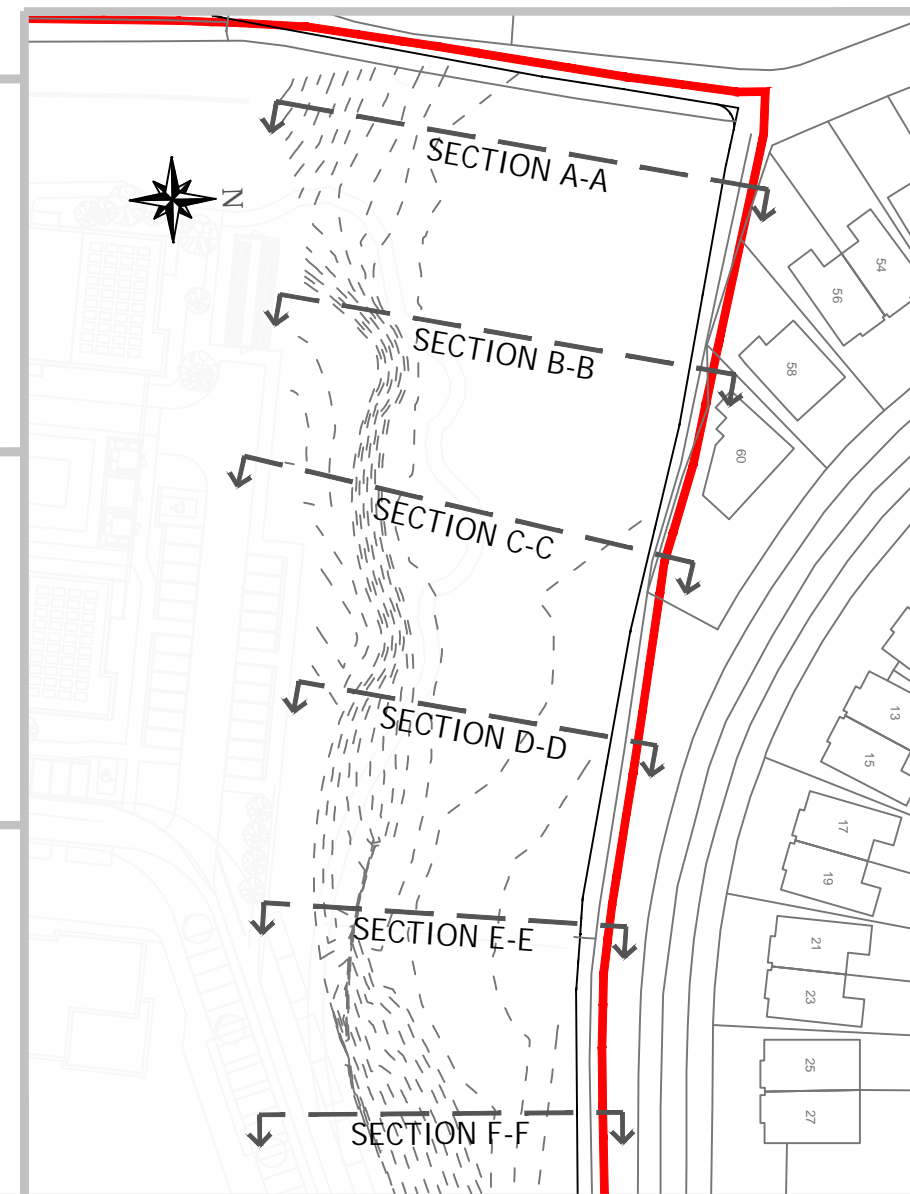 SECTION A-A
N
54
56
SECTION B-B
58
60
SECTION C-C
13
SECTION D-D
15
17
19
SECTION E-E
21
23
25
SECTION F-F
27